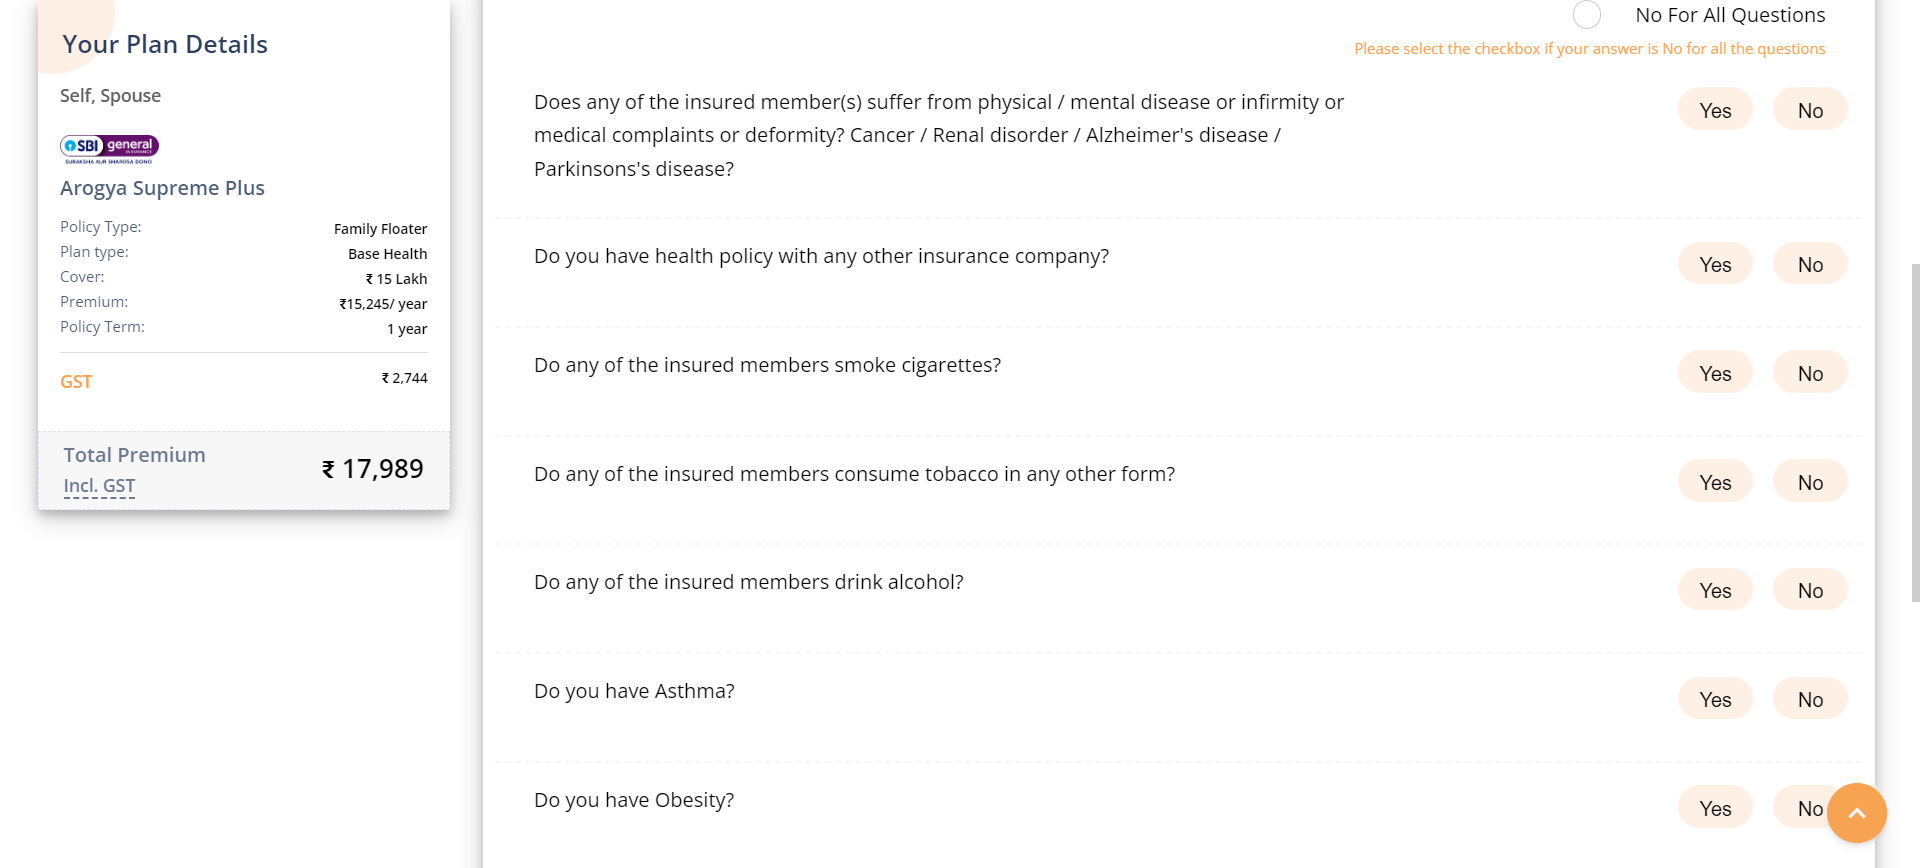 Your Plan Details
Self, Spouse
SBI general
INSURANCE
SURAKSHA AUR BHAROSA DONO
Arogya Supreme Plus
Policy Type: Family Floater
Plan type: Base Health
Cover: ₹ 15 Lakh
Premium: ₹15,245/ year
Policy Term: 1 year
GST ₹ 2,744
Total Premium
Incl. GST
₹ 17,989
No For All Questions
Please select the checkbox if your answer is No for all the questions
Does any of the insured member(s) suffer from physical / mental disease or infirmity or
medical complaints or deformity? Cancer / Renal disorder / Alzheimer's disease /
Parkinsons's disease?
Yes No
Do you have health policy with any other insurance company?
Yes No
Do any of the insured members smoke cigarettes?
Yes No
Do any of the insured members consume tobacco in any other form?
Yes No
Do any of the insured members drink alcohol?
Yes No
Do you have Asthma?
Yes No
Do you have Obesity?
Yes No